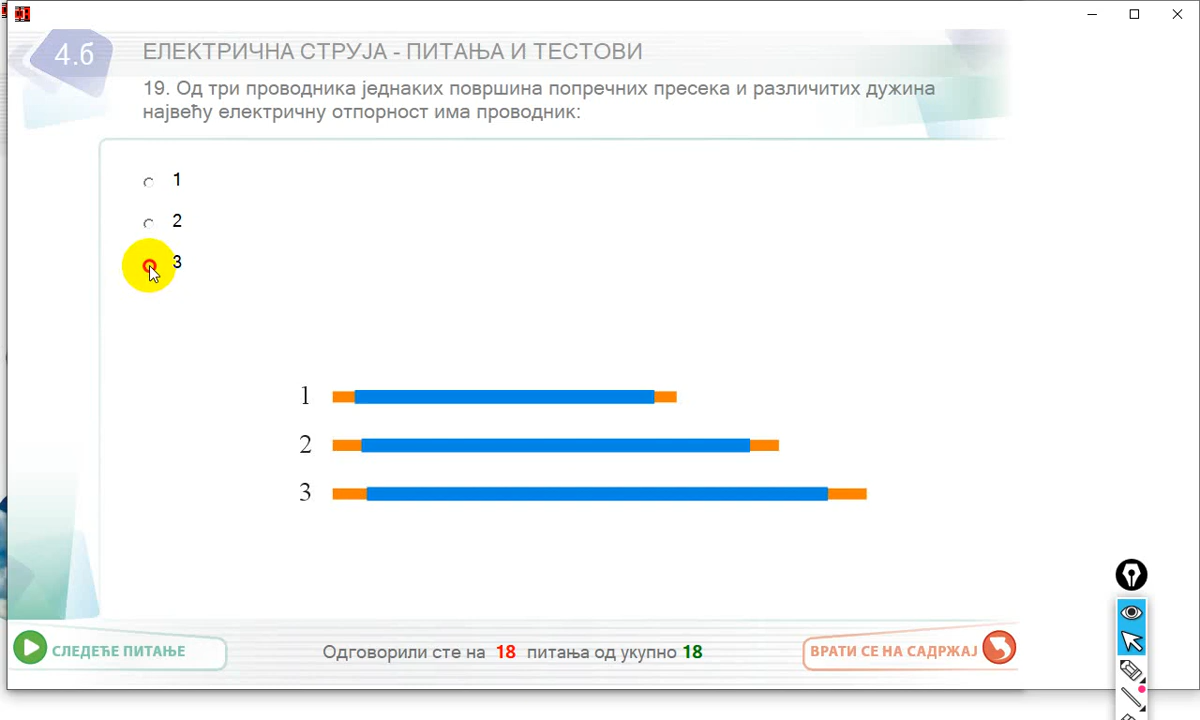 4.б
ЕЛЕКТРИЧНА СТРУЈА - ПИТАЊА И ТЕСТОВИ
19. Од три проводника једнаких површина попречних пресека и различитих дужина
највећу електричну отпорност има проводник:
1
2
3
1
2
3
СЛЕДЕЋЕ ПИТАЊЕ
Одговорили сте на 18 питања од укупно 18
ВРАТИ СЕ НА САДРЖАЈ